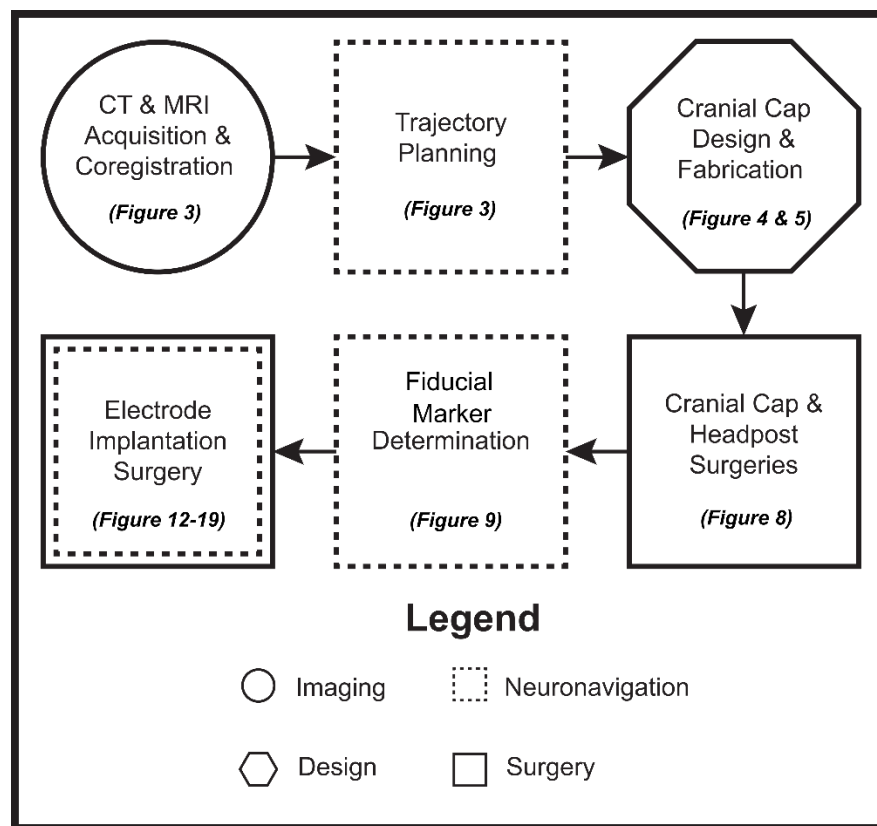 CT & MRI
Acquisition &
Coregistration
(Figure 3)
Trajectory
Planning
(Figure 3)
Cranial Cap
Design &
Fabrication
(Figure 4 & 5)
Cranial Cap &
Headpost
Surgeries
(Figure 8)
Fiducial
Marker
Determination
(Figure 9)
Electrode
Implantation
Surgery
(Figure 12-19)
Legend
Imaging
Neuronavigation
Design
Surgery